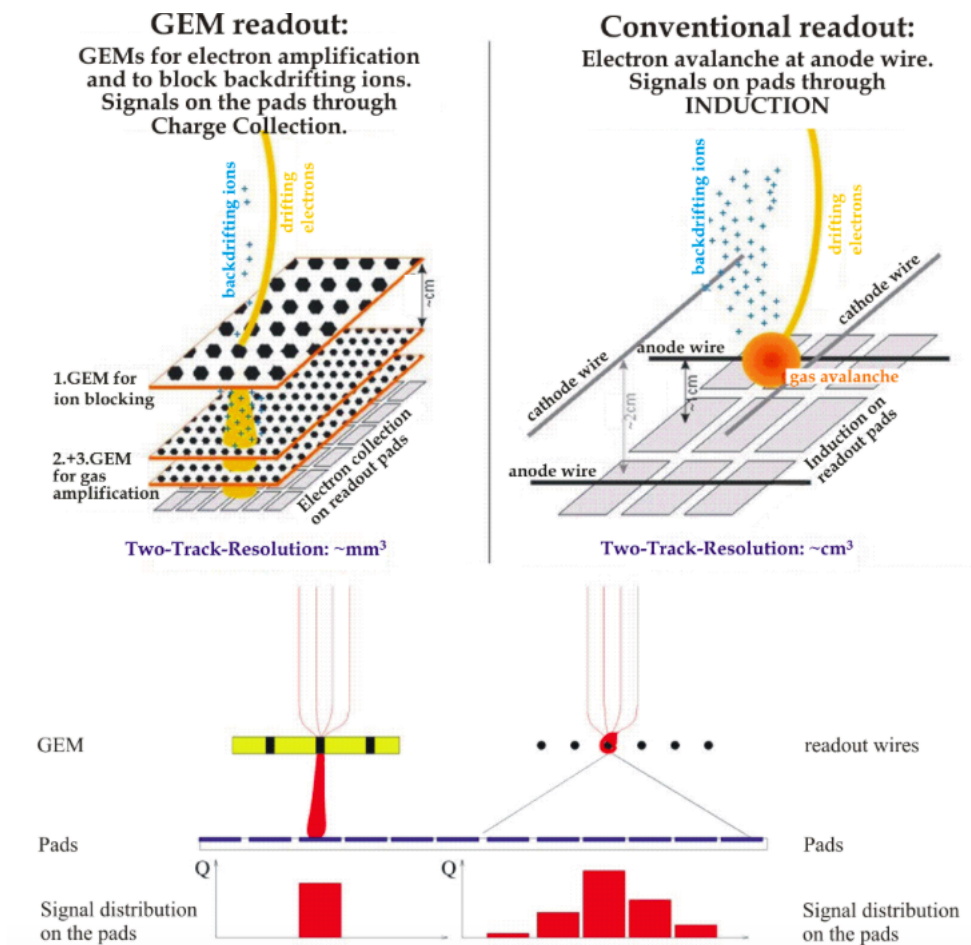 GEM readout:
GEMs for electron amplification
and to block backdrifting ions.
Signals on the pads through
Charge Collection.
backdrifting ions
drifting
electrons
~cm
1.GEM for
ion blocking
2.+3.GEM
for gas
amplification
Electron collection
on readout pads
Two-Track-Resolution: ~mm³
Conventional readout:
Electron avalanche at anode wire.
Signals on pads through
INDUCTION
backdrifting ions
drifting
electrons
cathode wire
cathode wire
anode wire
gas avalanche
~1cm
~2cm
Induction on
readout pads
anode wire
Two-Track-Resolution: ~cm³
GEM
readout wires
Pads
Pads
Q
Q
Signal distribution
on the pads
Signal distribution
on the pads